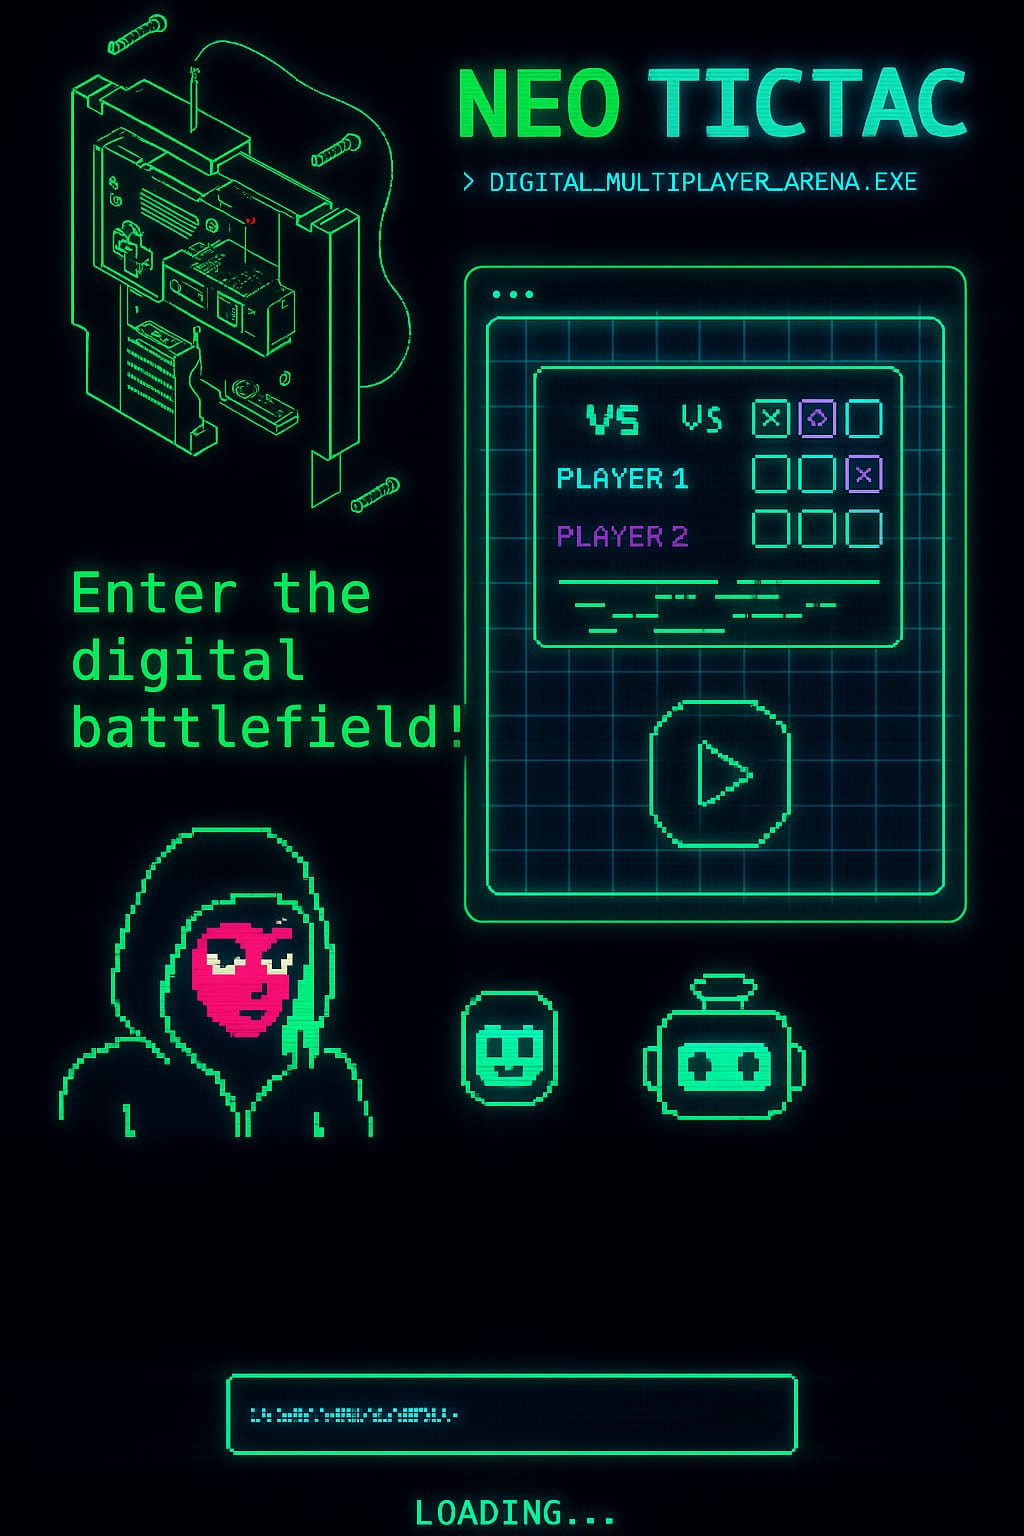 NEO TICTAC
> DIGITAL_MULTIPLAYER_ARENA.EXE
VS VS
PLAYER 1
PLAYER 2
Enter the
digital
battlefield!
LOADING...